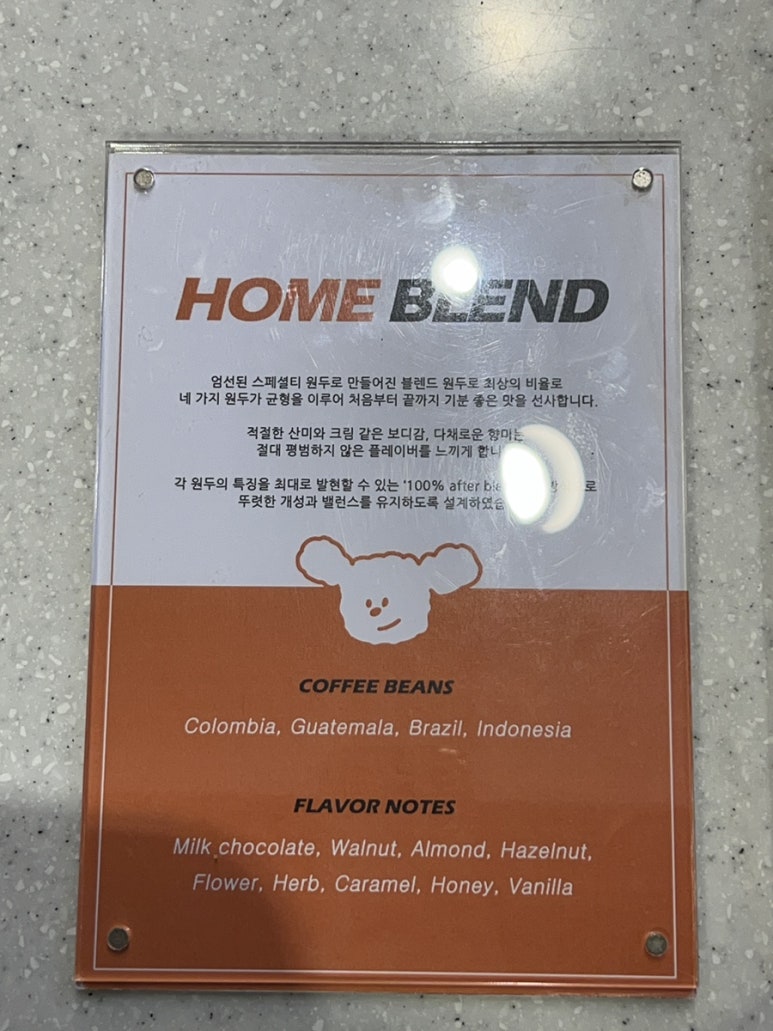 HOME BLEND
엄선된 스페셜티 원두로 만들어진 블렌드 원두로 최상의 비율로
네 가지 원두가 균형을 이루어 처음부터 끝까지 기분 좋은 맛을 선사합니다.
적절한 산미와 크림 같은 보디감, 다채로운 향미는
절대 평범하지 않은 플레이버를 느끼게
각 원두의 특징을 최대로 발현할 수 있는 '100% after
뚜렷한 개성과 밸런스를 유지하도록
COFFEE BEANS
Colombia, Guatemala, Brazil, Indonesia
FLAVOR NOTES
Milk chocolate, Walnut, Almond, Hazelnut,
Flower, Herb, Caramel, Honey, Vanilla